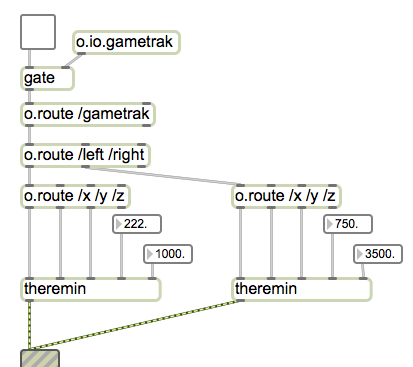 o.io.gametrak
gate
o.route /gametrak
o.route /left /right
o.route /x /y /z
o.route /x /y /z
222.
750.
1000.
3500.
theremin
theremin